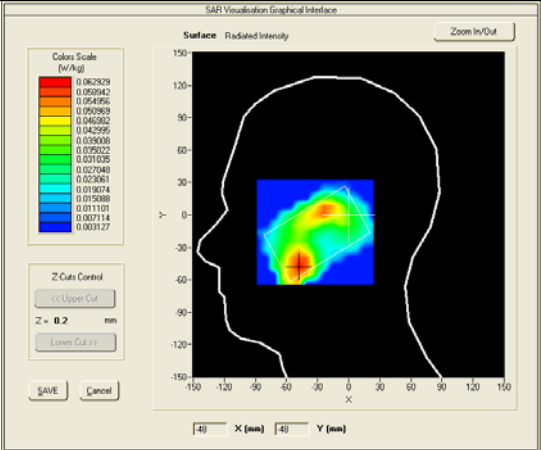 SAR Visualisation Graphical Interface
Surface Radiated Intensity
Zoom In/Out
Colors Scale
(W/kg)
0.062929
0.058942
0.054956
0.050969
0.046982
0.042995
0.039008
0.035022
0.031035
0.027048
0.023061
0.019074
0.015088
0.011101
0.007114
0.003127
Z-Cuts Control
<< Upper Cut
Z = 0.2 mm
Lower Cut >>
SAVE Cancel
150-
120-
90-
60-
30-
0-
-30-
-60-
-90-
-120-
-150-
Y
-150 -120 -90 -60 -30 0 30 60 90 120 150
X
-48 X (mm) -48 Y (mm)